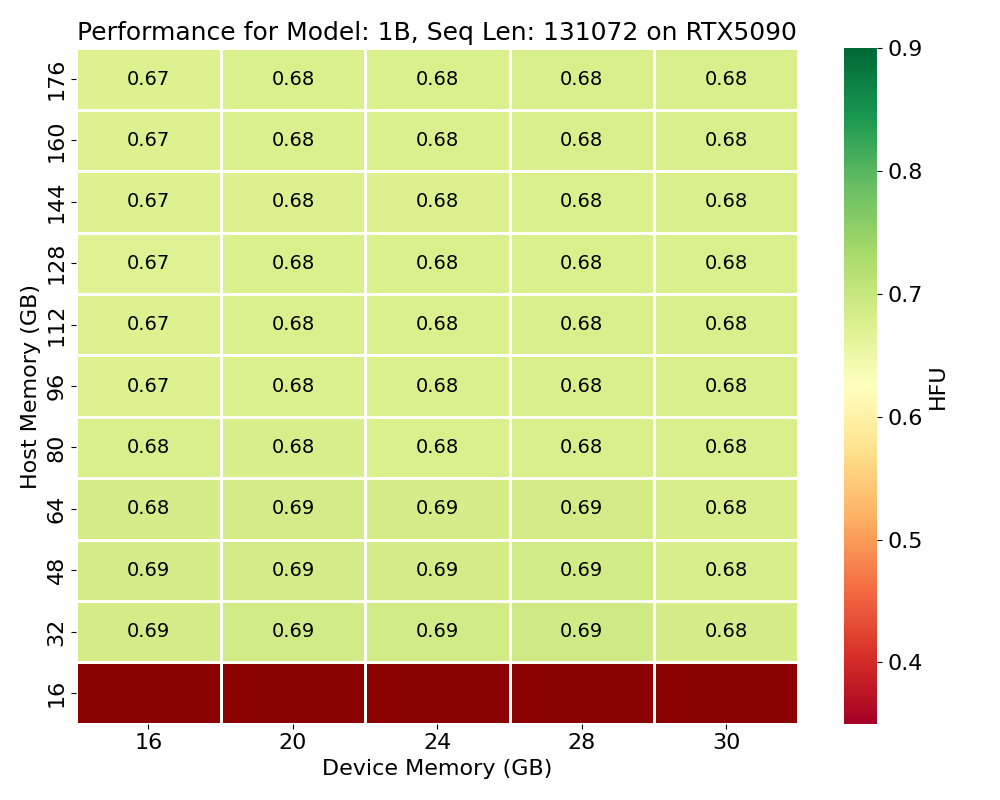 Performance for Model: 1B, Seq Len: 131072 on RTX5090
176 0.67 0.68 0.68 0.68 0.68
160 0.67 0.68 0.68 0.68 0.68
144 0.67 0.68 0.68 0.68 0.68
128 0.67 0.68 0.68 0.68 0.68
112 0.67 0.68 0.68 0.68 0.68
96 0.67 0.68 0.68 0.68 0.68
80 0.68 0.68 0.68 0.68 0.68
64 0.68 0.69 0.69 0.69 0.68
48 0.69 0.69 0.69 0.69 0.68
32 0.69 0.69 0.69 0.69 0.68
16
16 20 24 28 30
Device Memory (GB)
Host Memory (GB)
0.9
0.8
0.7
0.6
0.5
0.4
HFU